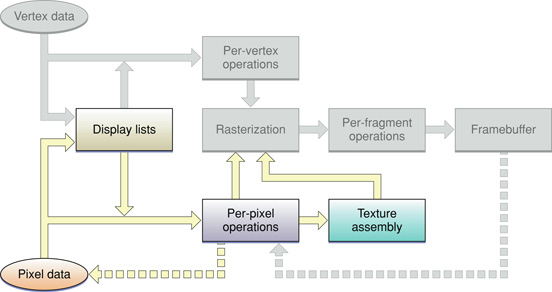 Vertex data
Per-vertex
operations
Display lists
Rasterization
Per-fragment
operations
Framebuffer
Per-pixel
operations
Texture
assembly
Pixel data